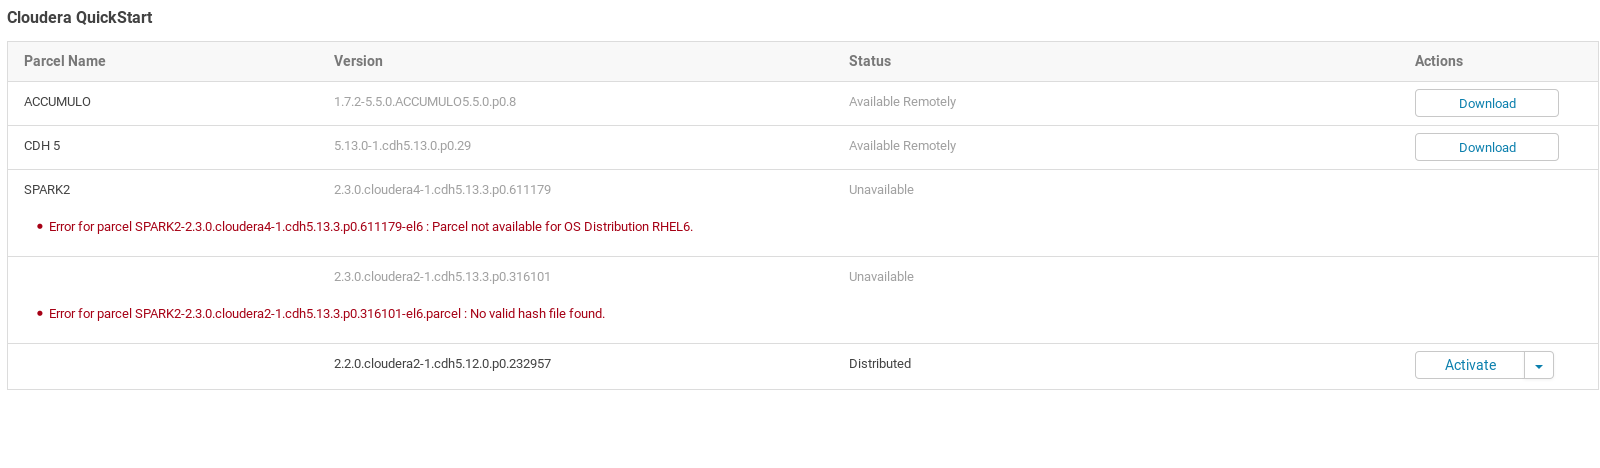 Cloudera QuickStart
Parcel Name Version Status Actions
ACCUMULO 1.7.2-5.5.0.ACCUMULO5.5.0.p0.8 Available Remotely Download
CDH 5 5.13.0-1.cdh5.13.0.p0.29 Available Remotely Download
SPARK2 2.3.0.cloudera4-1.cdh5.13.3.p0.611179 Unavailable
• Error for parcel SPARK2-2.3.0.cloudera4-1.cdh5.13.3.p0.611179-el6 : Parcel not available for OS Distribution RHEL6.
2.3.0.cloudera2-1.cdh5.13.3.p0.316101 Unavailable
• Error for parcel SPARK2-2.3.0.cloudera2-1.cdh5.13.3.p0.316101-el6.parcel : No valid hash file found.
2.2.0.cloudera2-1.cdh5.12.0.p0.232957 Distributed Activate